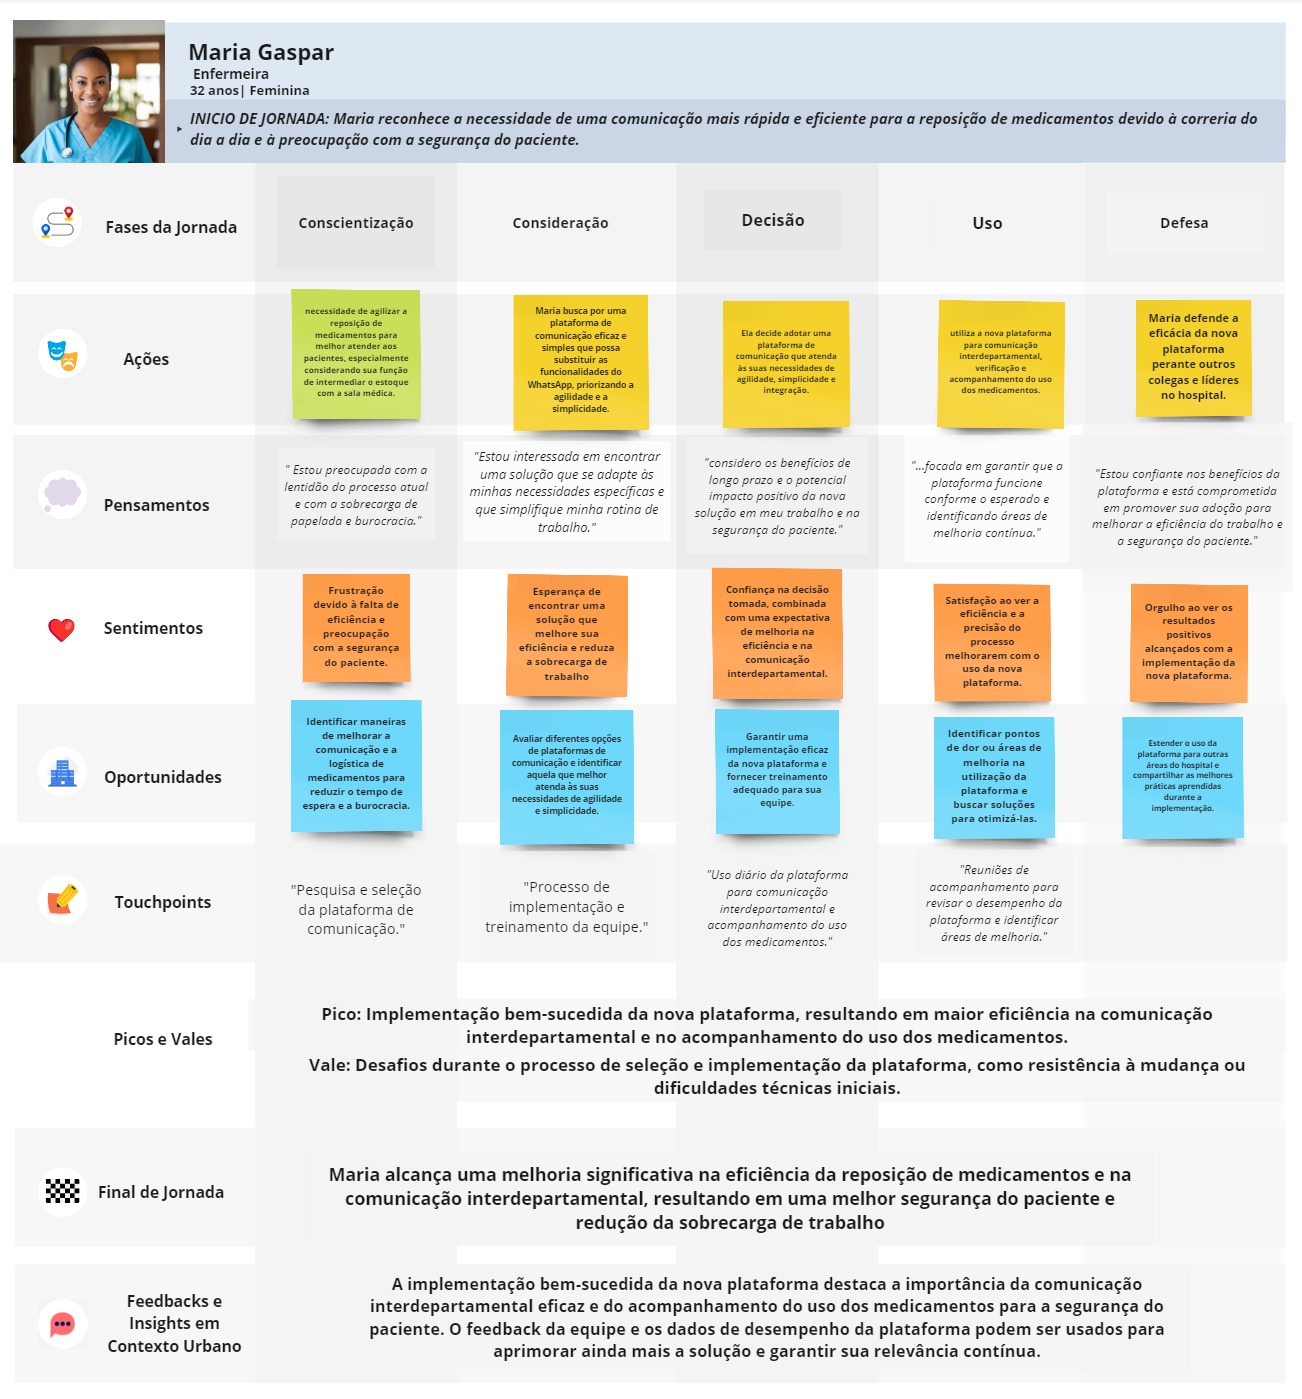 Maria Gaspar
Enfermeira
32 anos| Feminina
INICIO DE JORNADA: Maria reconhece a necessidade de uma comunicação mais rápida e eficiente para a reposição de medicamentos devido à correria do
dia a dia e à preocupação com a segurança do paciente.
Fases da Jornada
Conscientização
Consideração
Decisão
Uso
Defesa
Ações
necessidade de agilizar a
reposição de
medicamentos para
melhor atender aos
pacientes, especialmente
considerando sua função
de intermediar o estoque
com a sala médica.
Maria busca por uma
plataforma de
comunicação eficaz e
simples que possa
substituir as
funcionalidades do
WhatsApp, priorizando a
agilidade e a
simplicidade.
Ela decide adotar uma
plataforma de
comunicação que atenda
às suas necessidades de
agilidade, simplicidade e
integração.
utiliza a nova plataforma
para comunicação
interdepartamental,
verificação e
acompanhamento do uso
dos medicamentos.
Maria defende a
eficácia da nova
plataforma
perante outros
colegas e líderes
no hospital.
Pensamentos
" Estou preocupada com a
lentidão do processo atual
e com a sobrecarga de
papelada e burocracia."
"Estou interessada em encontrar
uma solução que se adapte às
minhas necessidades específicas e
que simplifique minha rotina de
trabalho."
"considero os benefícios de
longo prazo e o potencial
impacto positivo da nova
solução em meu trabalho e na
segurança do paciente."
"...focada em garantir que a
plataforma funcione
conforme o esperado e
identificando áreas de
melhoria contínua."
"Estou confiante nos benefícios da
plataforma e está comprometida
em promover sua adoção para
melhorar a eficiência do trabalho e
a segurança do paciente."
Sentimentos
Frustração
devido à falta de
eficiência e
preocupação
com a segurança
do paciente.
Esperança de
encontrar uma
solução que
melhore sua
eficiência e reduza
a sobrecarga de
trabalho
Confiança na decisão
tomada, combinada
com uma expectativa
de melhoria na
eficiência e na
comunicação
interdepartamental.
Satisfação ao ver a
eficiência e a
precisão do
processo
melhorarem com o
uso da nova
plataforma.
Orgulho ao ver os
resultados
positivos
alcançados com a
implementação da
nova plataforma.
Oportunidades
Identificar maneiras
de melhorar a
comunicação e a
logística de
medicamentos para
reduzir o tempo de
espera e a burocracia.
Avaliar diferentes opções
de plataformas de
comunicação e identificar
aquela que melhor
atenda às suas
necessidades de agilidade
e simplicidade.
Garantir uma
implementação eficaz
da nova plataforma e
fornecer treinamento
adequado para sua
equipe.
Identificar pontos
de dor ou áreas de
melhoria na
utilização da
plataforma e
buscar soluções
para otimizá-las.
Estender o uso da
plataforma para outras
áreas do hospital e
compartilhar as melhores
práticas aprendidas
durante a
implementação.
Touchpoints
"Pesquisa e seleção
da plataforma de
comunicação."
"Processo de
implementação e
treinamento da equipe."
"Uso diário da plataforma
para comunicação
interdepartamental e
acompanhamento do uso
dos medicamentos."
"Reuniões de
acompanhamento para
revisar o desempenho da
plataforma e identificar
áreas de melhoria."
Picos e Vales
Pico: Implementação bem-sucedida da nova plataforma, resultando em maior eficiência na comunicação
interdepartamental e no acompanhamento do uso dos medicamentos.
Vale: Desafios durante o processo de seleção e implementação da plataforma, como resistência à mudança ou
dificuldades técnicas iniciais.
Final de Jornada
Maria alcança uma melhoria significativa na eficiência da reposição de medicamentos e na
comunicação interdepartamental, resultando em uma melhor segurança do paciente e
redução da sobrecarga de trabalho
Feedbacks e
Insights em
Contexto Urbano
A implementação bem-sucedida da nova plataforma destaca a importância da comunicação
interdepartamental eficaz e do acompanhamento do uso dos medicamentos para a segurança do
paciente. O feedback da equipe e os dados de desempenho da plataforma podem ser usados para
aprimorar ainda mais a solução e garantir sua relevância contínua.